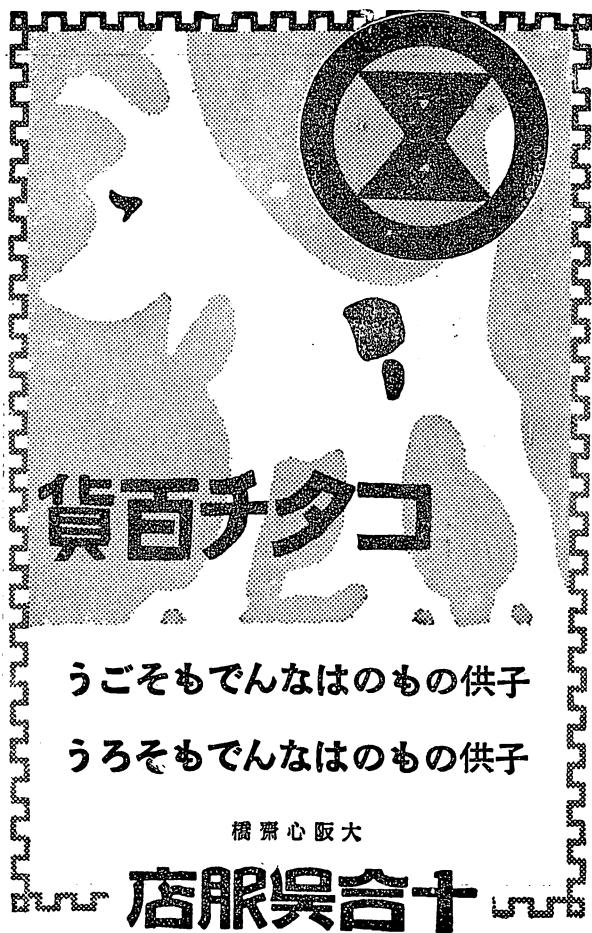 コタチ百貨
子供のものはなんでもそごう
子供のものはなんでもそろう
大阪心齋橋
十合呉服店